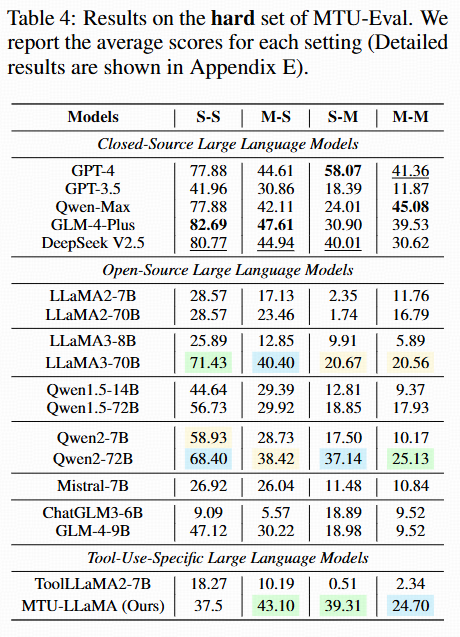 Table 4: Results on the hard set of MTU-Eval. We
report the average scores for each setting (Detailed
results are shown in Appendix E).
Models S-S M-S S-M M-M
Closed-Source Large Language Models
GPT-4 77.88 44.61 58.07 41.36
GPT-3.5 41.96 30.86 18.39 11.87
Qwen-Max 77.88 42.11 24.01 45.08
GLM-4-Plus 82.69 47.61 30.90 39.53
DeepSeek V2.5 80.77 44.94 40.01 30.62
Open-Source Large Language Models
LLaMA2-7B 28.57 17.13 2.35 11.76
LLaMA2-70B 28.57 23.46 1.74 16.79
LLaMA3-8B 25.89 12.85 9.91 5.89
LLaMA3-70B 71.43 40.40 20.67 20.56
Qwen1.5-14B 44.64 29.39 12.81 9.37
Qwen1.5-72B 56.73 29.92 18.85 17.93
Qwen2-7B 58.93 28.73 17.50 10.17
Qwen2-72B 68.40 38.42 37.14 25.13
Mistral-7B 26.92 26.04 11.48 10.84
ChatGLM3-6B 9.09 5.57 18.89 9.52
GLM-4-9B 47.12 30.22 18.98 9.52
Tool-Use-Specific Large Language Models
ToolLLaMA2-7B 18.27 10.19 0.51 2.34
MTU-LLaMA (Ours) 37.5 43.10 39.31 24.70